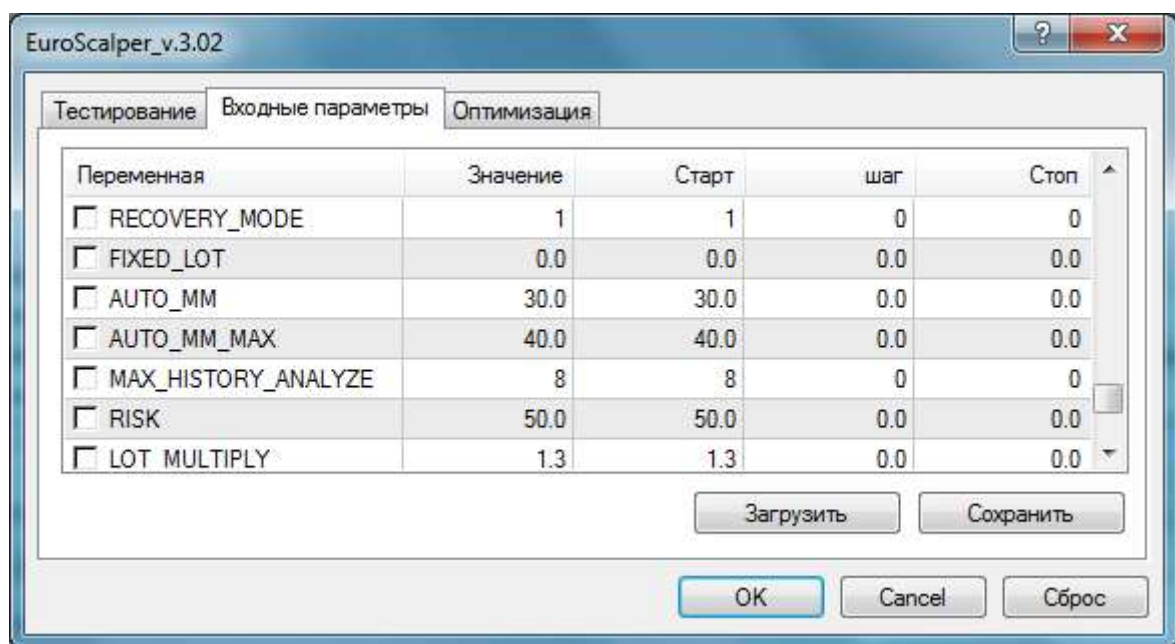 EuroScalper_v.3.02
Тестирование Входные параметры Оптимизация
Переменная Значение Старт шаг Стоп
RECOVERY_MODE 1 1 0 0
FIXED_LOT 0.0 0.0 0.0 0.0
AUTO_MM 30.0 30.0 0.0 0.0
AUTO_MM_MAX 40.0 40.0 0.0 0.0
MAX_HISTORY_ANALYZE 8 8 0 0
RISK 50.0 50.0 0.0 0.0
LOT_MULTIPLY 1.3 1.3 0.0 0.0
Загрузить Сохранить
OK Cancel Сброс